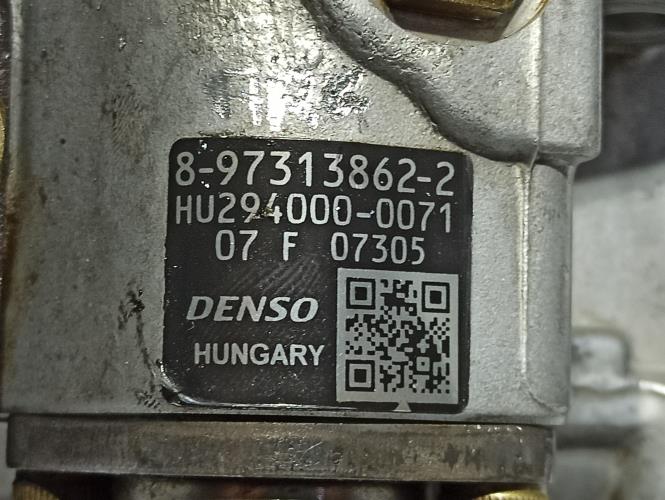 8-97313862-2
HU294000-0071
07 F 07305
DENSO
HUNGARY